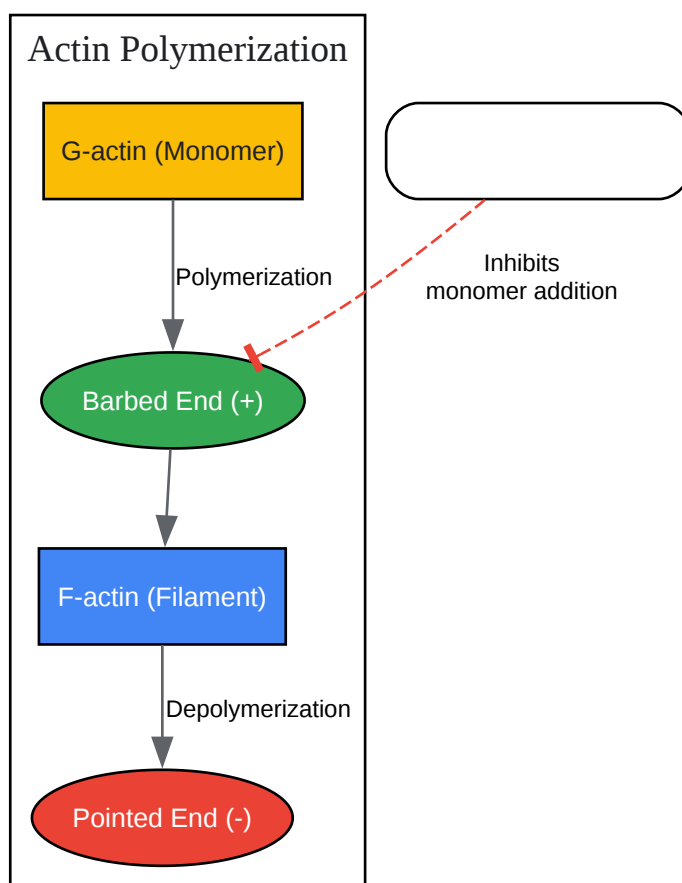 Actin Polymerization
G-actin (Monomer)
Polymerization
Inhibits
monomer addition
Barbed End (+)
F-actin (Filament)
Depolymerization
Pointed End (-)